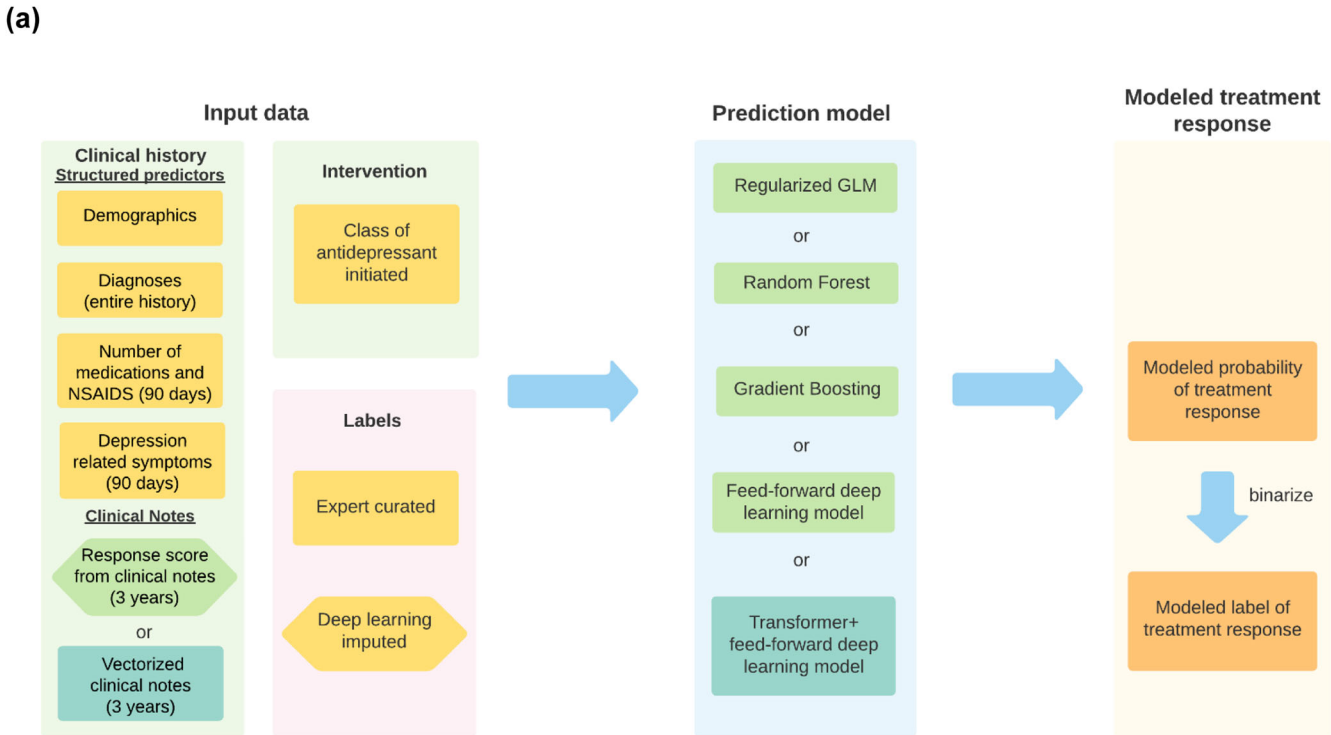 (a)
Input data
Clinical history
Structured predictors
Demographics
Diagnoses
(entire history)
Number of
medications and
NSAIDS (90 days)
Depression
related symptoms
(90 days)
Clinical Notes
Response score
from clinical notes
(3 years)
or
Vectorized
clinical notes
(3 years)
Intervention
Class of
antidepressant
initiated
Labels
Expert curated
Deep learning
imputed
Prediction model
Regularized GLM
or
Random Forest
or
Gradient Boosting
or
Feed-forward deep
learning model
or
Transformer+
feed-forward deep
learning model
Modeled treatment
response
Modeled probability
of treatment
response
binarize
Modeled label of
treatment response